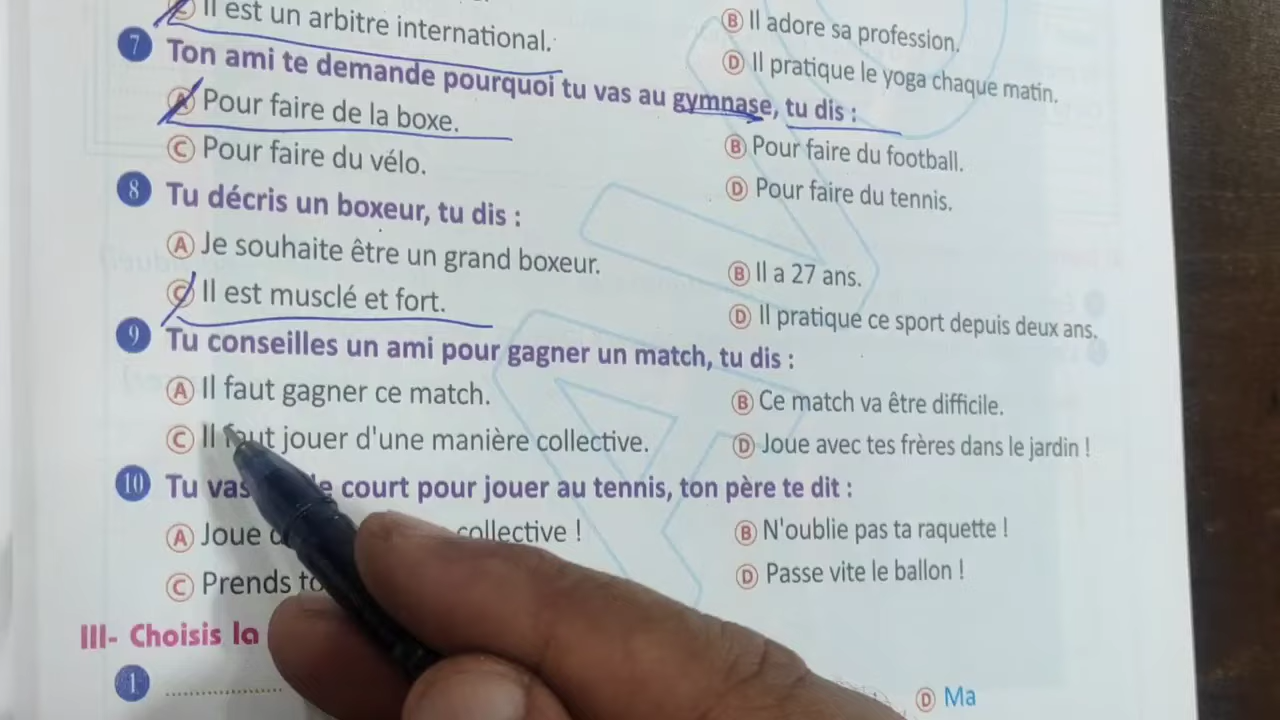 Il est un arbitre international.
B Il adore sa profession.
D Il pratique le yoga chaque matin.
7 Ton ami te demande pourquoi tu vas au gymnase, tu dis :
A Pour faire de la boxe.
B Pour faire du football.
C Pour faire du vélo.
D Pour faire du tennis.
8 Tu décris un boxeur, tu dis :
A Je souhaite être un grand boxeur.
B Il a 27 ans.
C Il est musclé et fort.
D Il pratique ce sport depuis deux ans.
9 Tu conseilles un ami pour gagner un match, tu dis :
A Il faut gagner ce match.
B Ce match va être difficile.
C Il faut jouer d'une manière collective.
D Joue avec tes frères dans le jardin !
10 Tu vas court pour jouer au tennis, ton père te dit :
A Joue collective !
B N'oublie pas ta raquette !
C Prends
D Passe vite le ballon !
III- Choisis la
1 ....................
D Ma